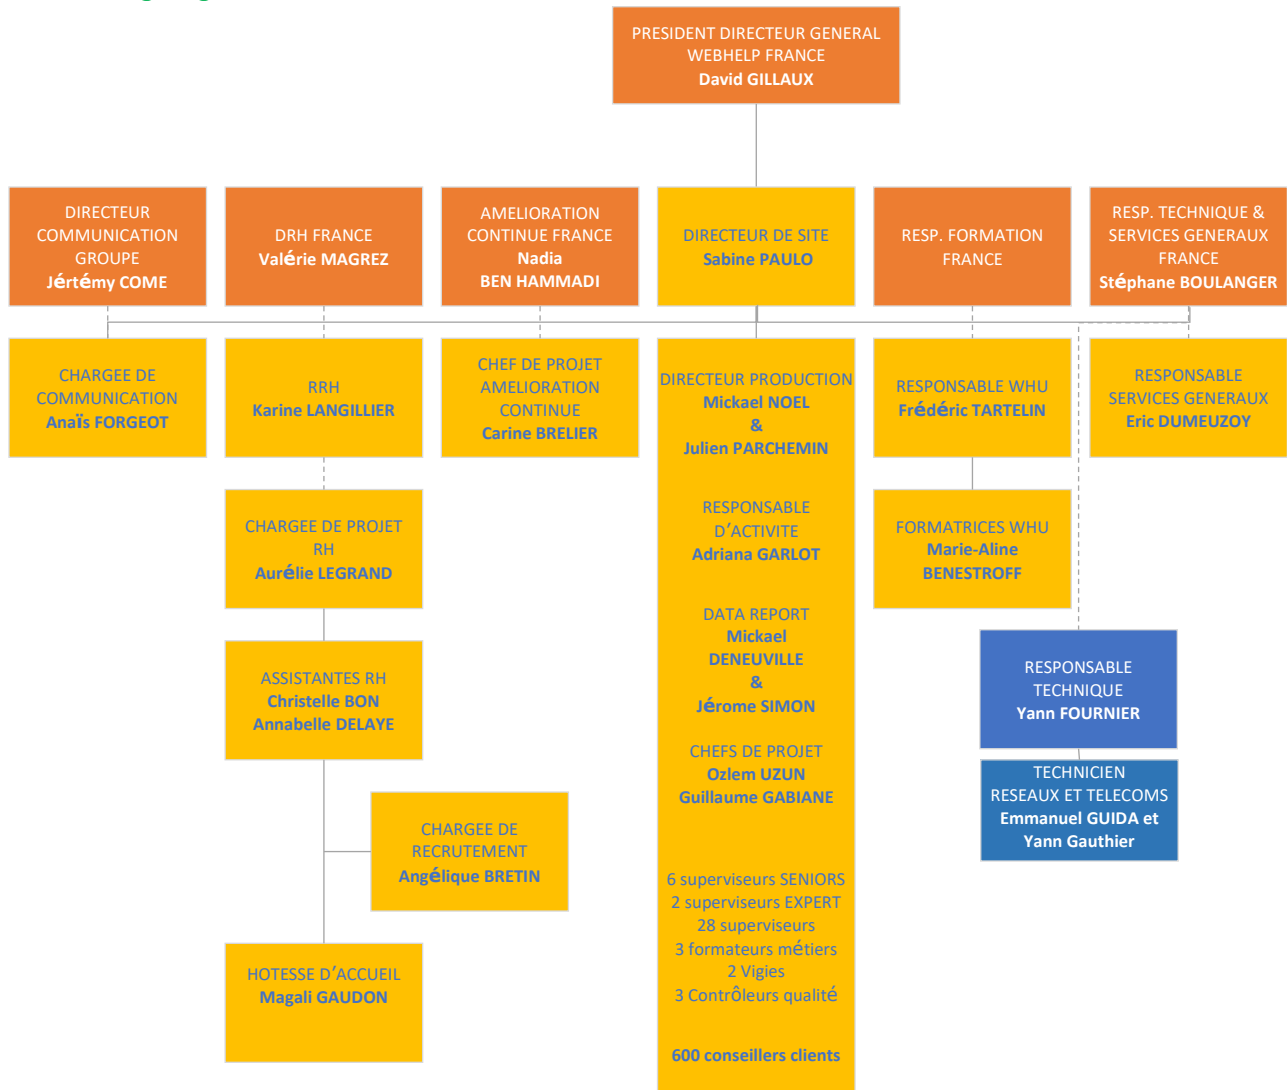 PRESIDENT DIRECTEUR GENERAL
WEBHELP FRANCE
David GILLAUX
DIRECTEUR
COMMUNICATION
GROUPE
Jértémy COME
DRH FRANCE
Valérie MAGREZ
AMELIORATION
CONTINUE FRANCE
Nadia
BEN HAMMADI
DIRECTEUR DE SITE
Sabine PAULO
RESP. FORMATION
FRANCE
RESP. TECHNIQUE &
SERVICES GENERAUX
FRANCE
Stéphane BOULANGER
CHARGEE DE
COMMUNICATION
Anaïs FORGEOT
RRH
Karine LANGILLIER
CHEF DE PROJET
AMELIORATION
CONTINUE
Carine BRELIER
DIRECTEUR PRODUCTION
Mickael NOEL
&
Julien PARCHEMIN
RESPONSABLE
D'ACTIVITE
Adriana GARLOT
DATA REPORT
Mickael
DENEUVILLE
&
Jérome SIMON
CHEFS DE PROJET
Ozlem UZUN
Guillaume GABIANE
6 superviseurs SENIORS
2 superviseurs EXPERT
28 superviseurs
3 formateurs métiers
2 Vigies
3 Contrôleurs qualité
600 conseillers clients
RESPONSABLE WHU
Frédéric TARTELIN
RESPONSABLE
SERVICES GENERAUX
Eric DUMEUZOY
CHARGEE DE PROJET
RH
Aurélie LEGRAND
FORMATRICES WHU
Marie-Aline
BENESTROFF
ASSISTANTES RH
Christelle BON
Annabelle DELAYE
RESPONSABLE
TECHNIQUE
Yann FOURNIER
TECHNICIEN
RESEAUX ET TELECOMS
Emmanuel GUIDA et
Yann Gauthier
CHARGEE DE
RECRUTEMENT
Angélique BRETIN
HOTESSE D'ACCUEIL
Magali GAUDON